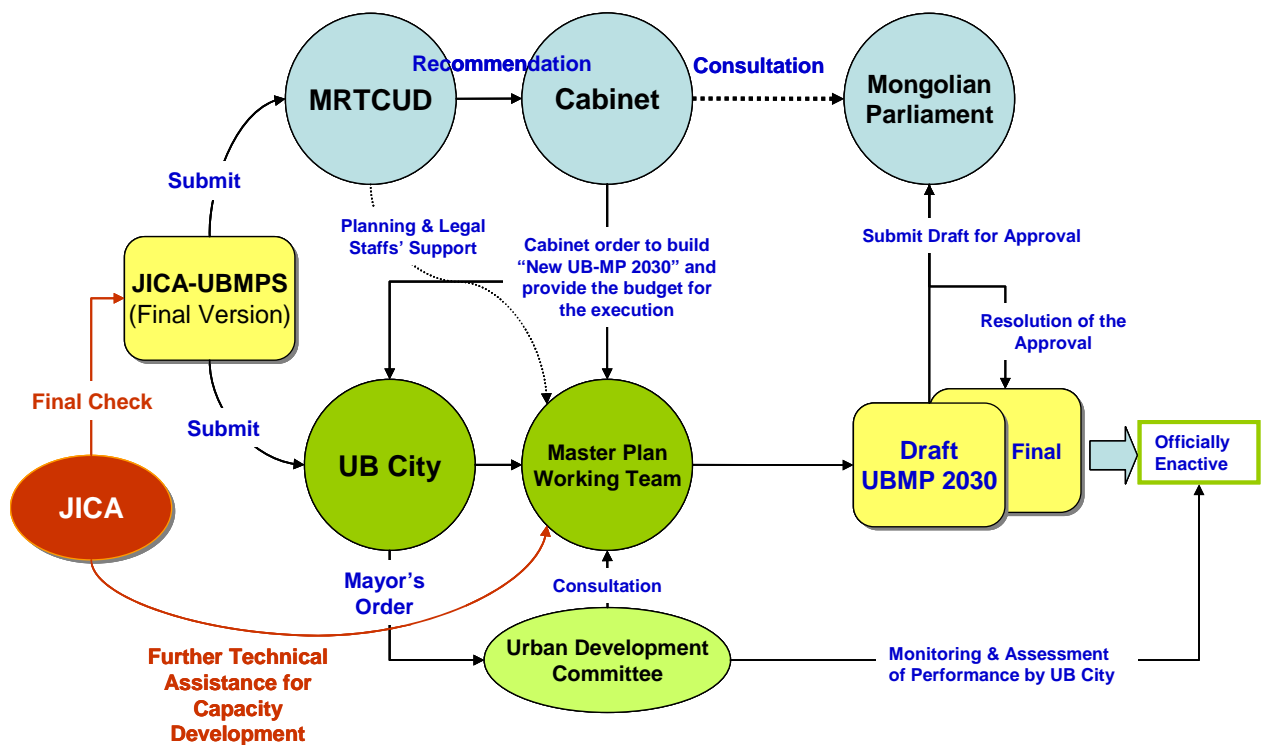 Recommendation
Consultation
MRTCUD
Cabinet
Mongolian
Parliament
Submit
Planning & Legal
Staffs' Support
Cabinet order to build
“New UB-MP 2030” and
provide the budget for
the execution
Submit Draft for Approval
JICA-UBMPS
(Final Version)
Resolution of the
Approval
Final Check
Submit
UB City
Master Plan
Working Team
Draft
UBMP 2030
Final
Officially
Enactive
JICA
Mayor's
Order
Consultation
Urban Development
Committee
Monitoring & Assessment
of Performance by UB City
Further Technical
Assistance for
Capacity
Development